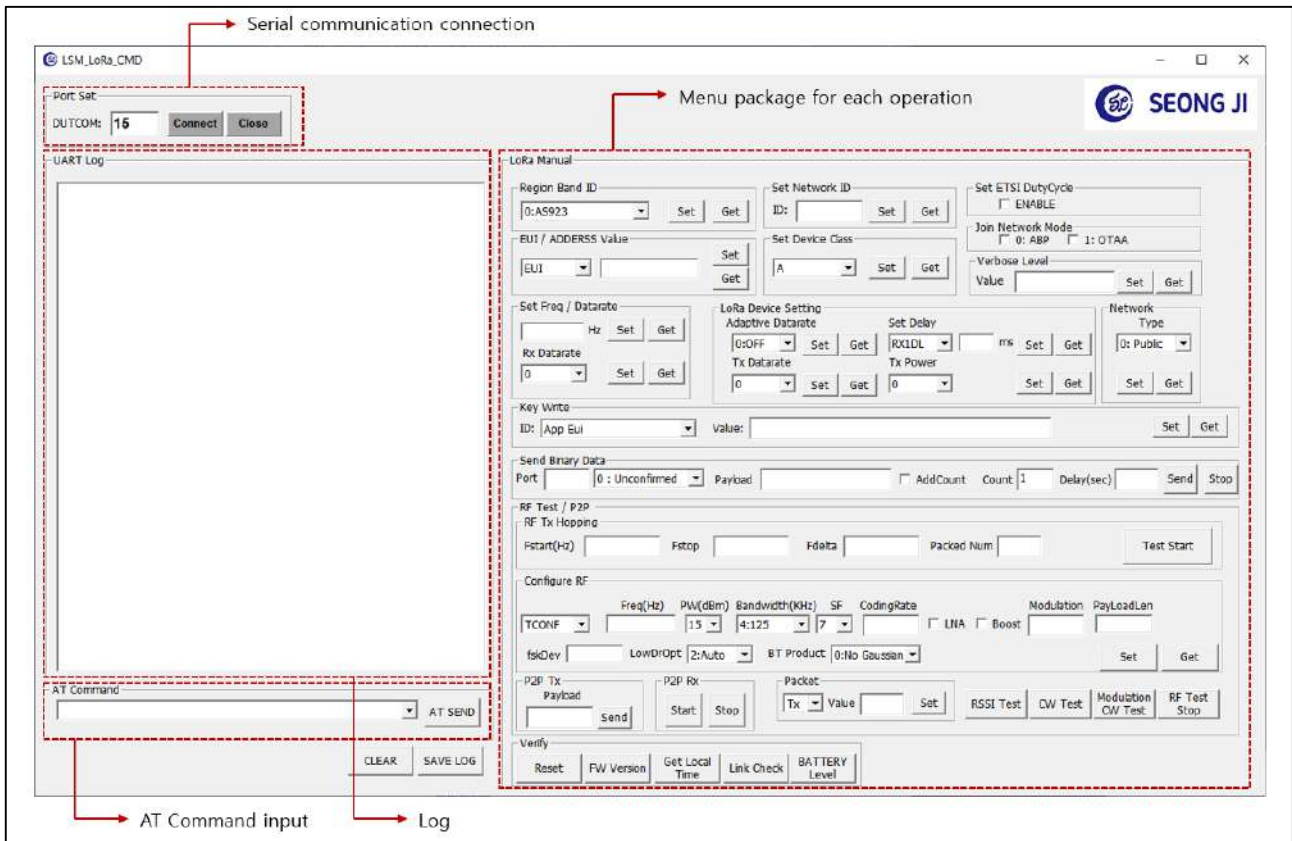 Serial communication connection
LSM_LoRa_CMD
Port Set
DUTCOM: 15 Connect Close
Menu package for each operation
SEONG JI
UART Log
LoRa Manual
Region Band ID
0:AS923 Set Get
Set Network ID
ID: Set Get
Set ETSI DutyCycle
ENABLE
Join Network Mode
0: ABP 1: OTAA
EUI / ADDERSS Value
EUI Set Get
Set Device Class
A Set Get
Verbose Level
Value Set Get
Set Freq / Datarate
Hz Set Get
Rx Datarate
0 Set Get
LoRa Device Setting
Adaptive Datarate Set Delay
0:OFF Set Get RX1DL ms Set Get
Tx Datarate Tx Power
0 Set Get 0 Set Get
Network
Type
0: Public
Set Get
Key Write
ID: App Eui Value: Set Get
Send Binary Data
Port 0 : Unconfirmed Payload AddCount Count 1 Delay(sec) Send Stop
RF Test / P2P
RF Tx Hopping
Fstart(Hz) Fstop Fdelta Packed Num Test Start
Configure RF
Freq(Hz) PW(dBm) Bandwidth(KHz) SF CodingRate Modulation PayLoadLen
TCONF 15 4:125 7 LNA Boost
fskDev LowDrOpt 2:Auto BT Product 0:No Gaussian Set Get
P2P Tx
Payload
Send
P2P Rx
Start Stop
Packet
Tx Value Set
RSSI Test CW Test Modulation CW Test RF Test Stop
AT Command
AT SEND
CLEAR SAVE LOG
Verify
Reset FW Version Get Local Time Link Check BATTERY Level
AT Command input
Log